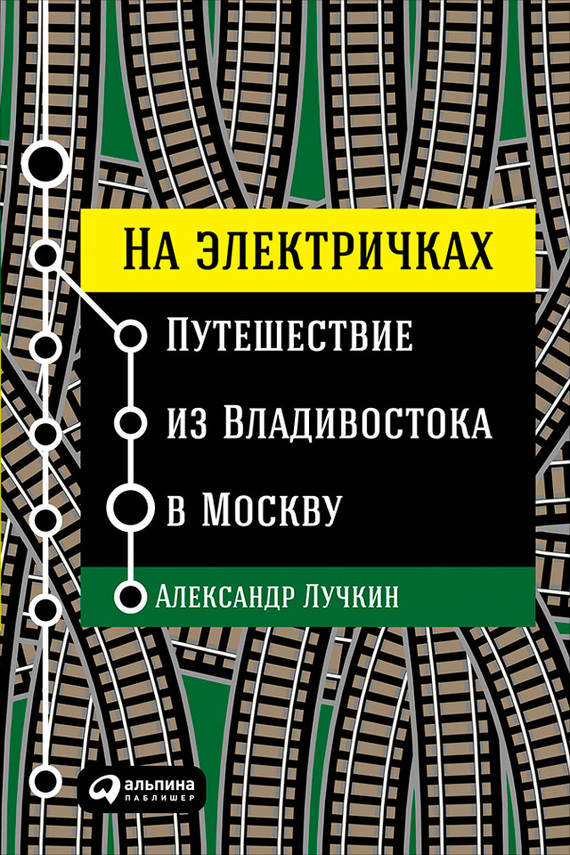 На электричках
Путешествие
из Владивостока
в Москву
Александр Лучкин
альпина
паблишер